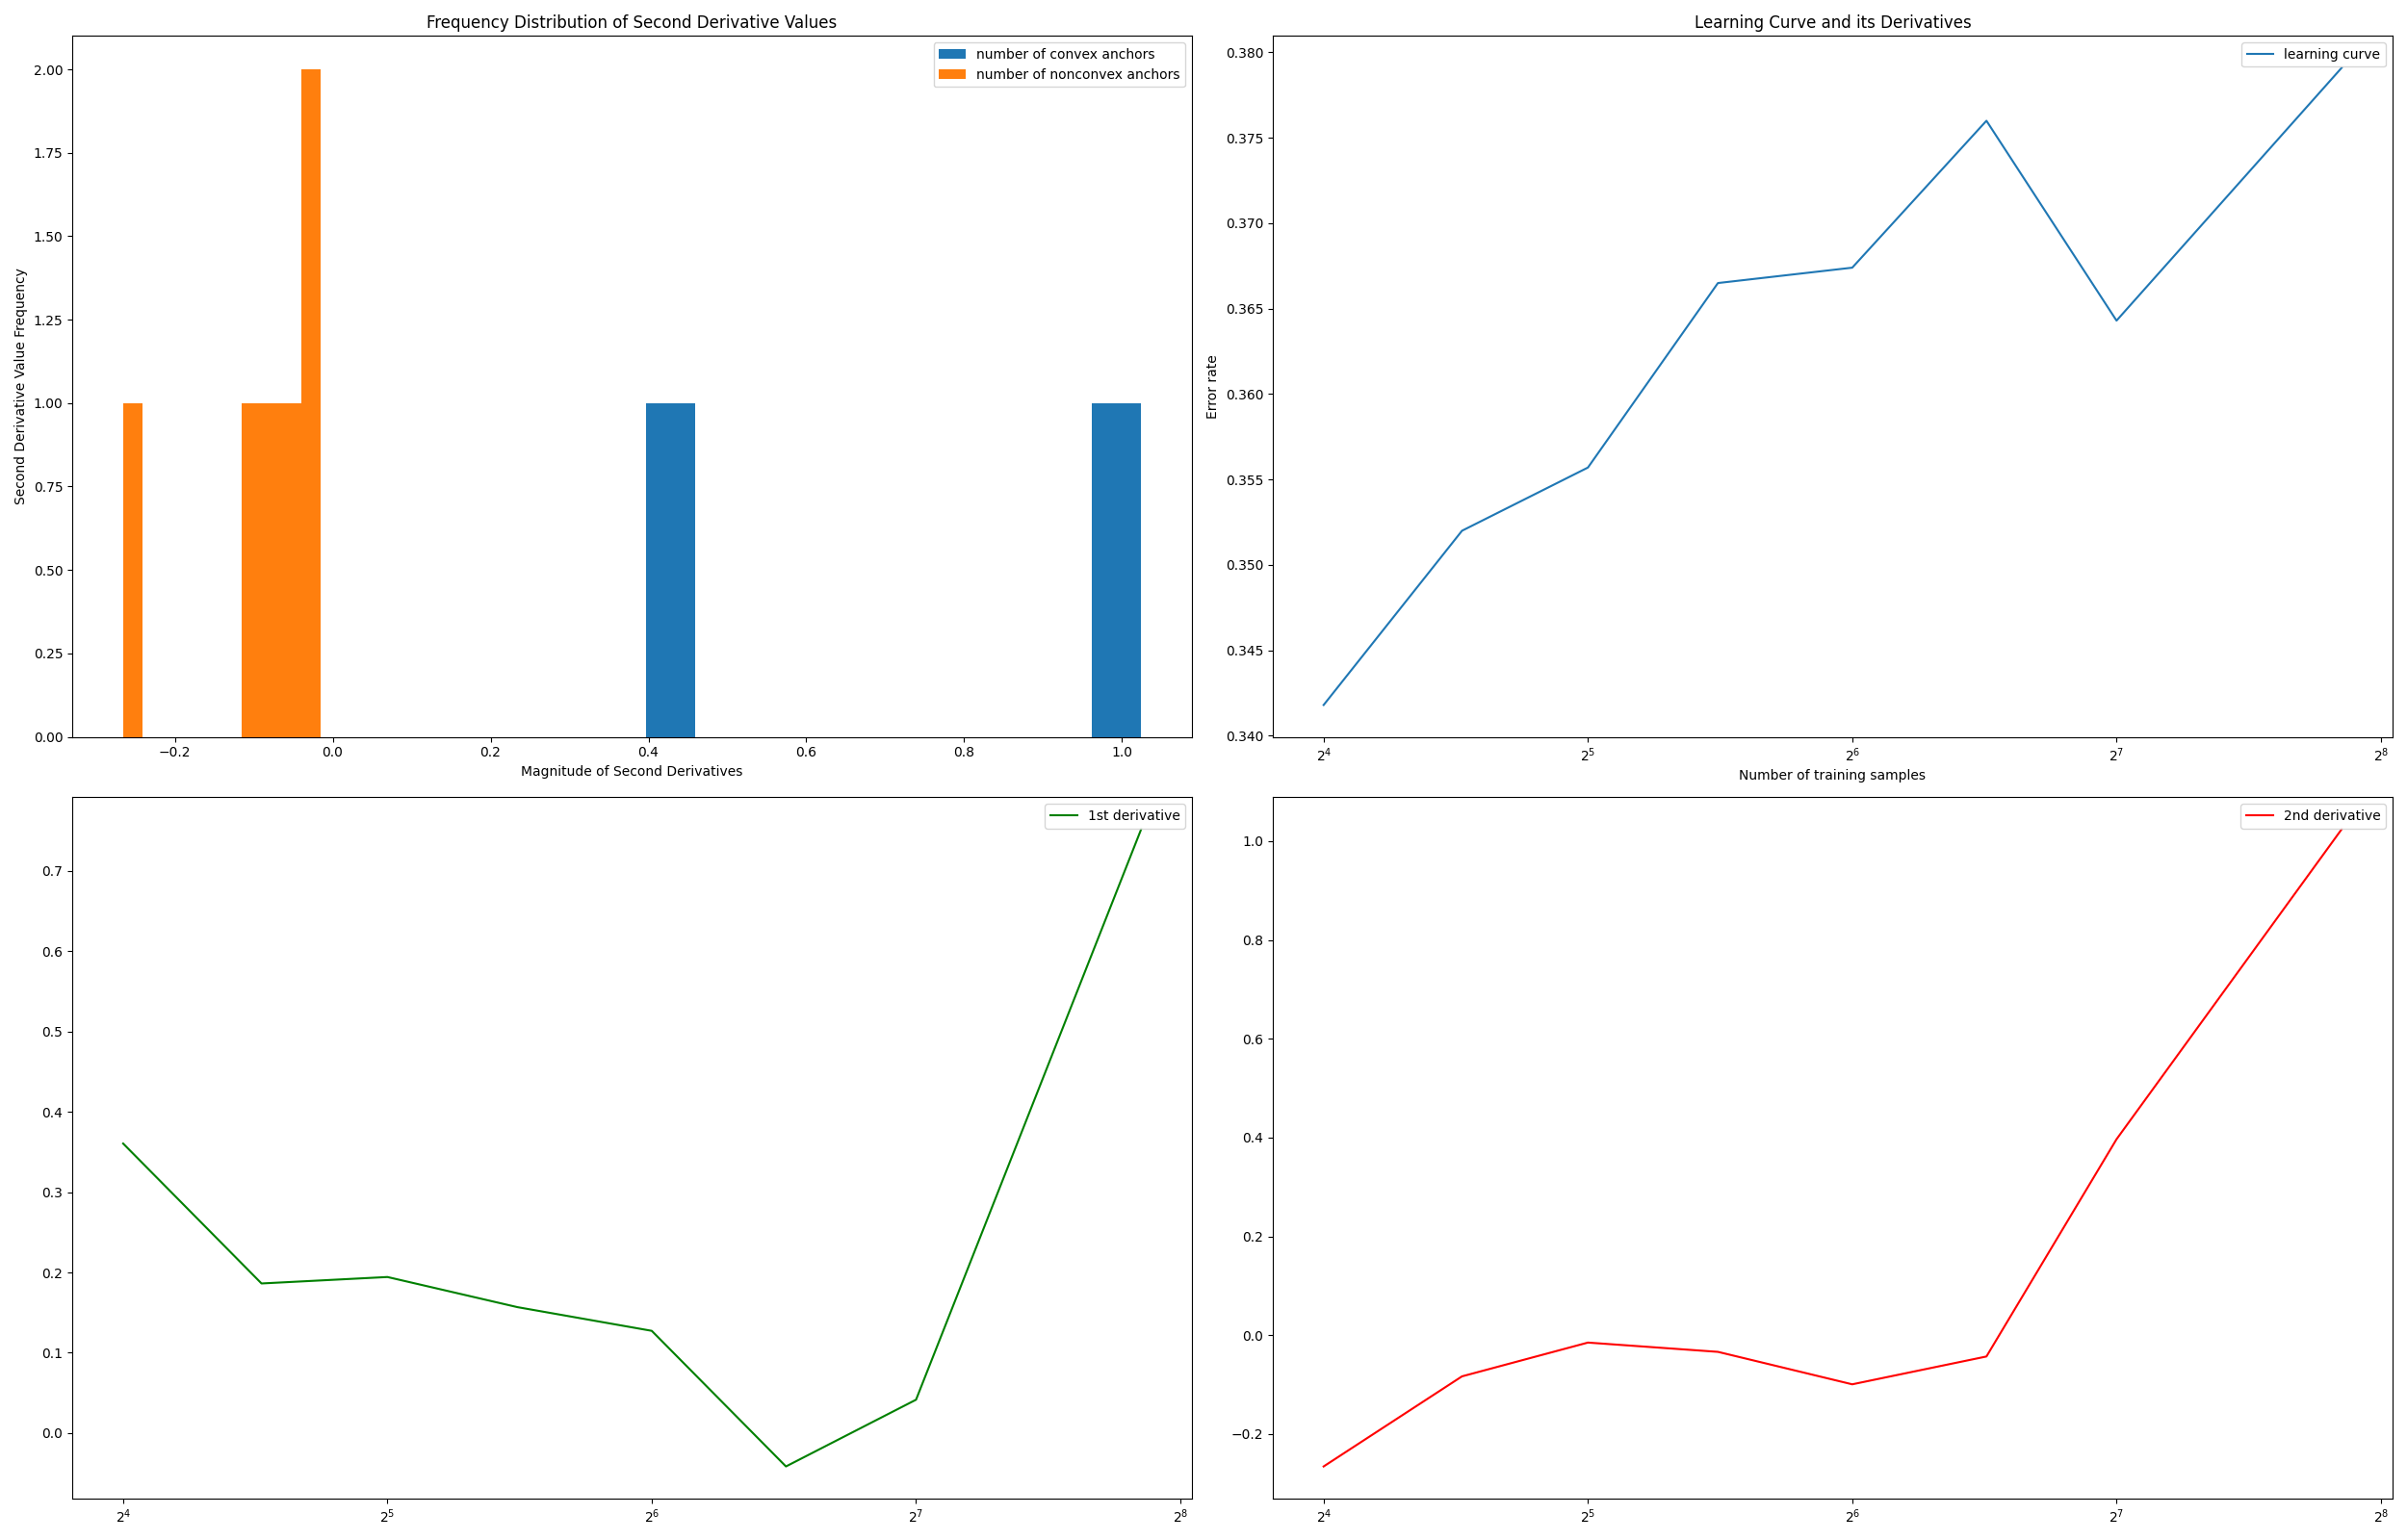 Frequency Distribution of Second Derivative Values
number of convex anchors
number of nonconvex anchors
Second Derivative Value Frequency
2.00
1.75
1.50
1.25
1.00
0.75
0.50
0.25
0.00
−0.2 0.0 0.2 0.4 0.6 0.8 1.0
Magnitude of Second Derivatives
Learning Curve and its Derivatives
learning curve
Error rate
0.380
0.375
0.370
0.365
0.360
0.355
0.350
0.345
0.340
2⁴ 2⁵ 2⁶ 2⁷ 2⁸
Number of training samples
1st derivative
0.7
0.6
0.5
0.4
0.3
0.2
0.1
0.0
2⁴ 2⁵ 2⁶ 2⁷ 2⁸
2nd derivative
1.0
0.8
0.6
0.4
0.2
0.0
−0.2
2⁴ 2⁵ 2⁶ 2⁷ 2⁸